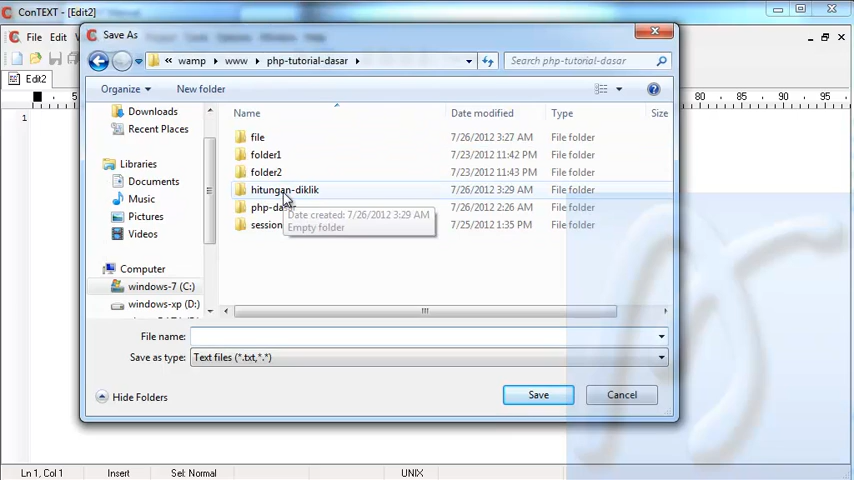 ConTEXT - [Edit2]
Save As
File Edit
« wamp ▸ www ▸ php-tutorial-dasar ▸
Search php-tutorial-dasar
Edit2
Organize ▾ New folder
80 85 90 95
Name Date modified Type Size
Downloads
Recent Places
Libraries
Documents
Music
Pictures
Videos
Computer
windows-7 (C:)
windows-xp (D:)
file 7/26/2012 3:27 AM File folder
folder1 7/23/2012 11:42 PM File folder
folder2 7/23/2012 11:43 PM File folder
hitungan-diklik 7/26/2012 3:29 AM File folder
7/26/2012 2:26 AM File folder
session 7/25/2012 1:35 PM File folder
Date created: 7/26/2012 3:29 AM
Empty folder
1
File name:
Save as type: Text files (*.txt,*.*)
Hide Folders
Save Cancel
Ln 1, Col 1 Insert Sel: Normal UNIX